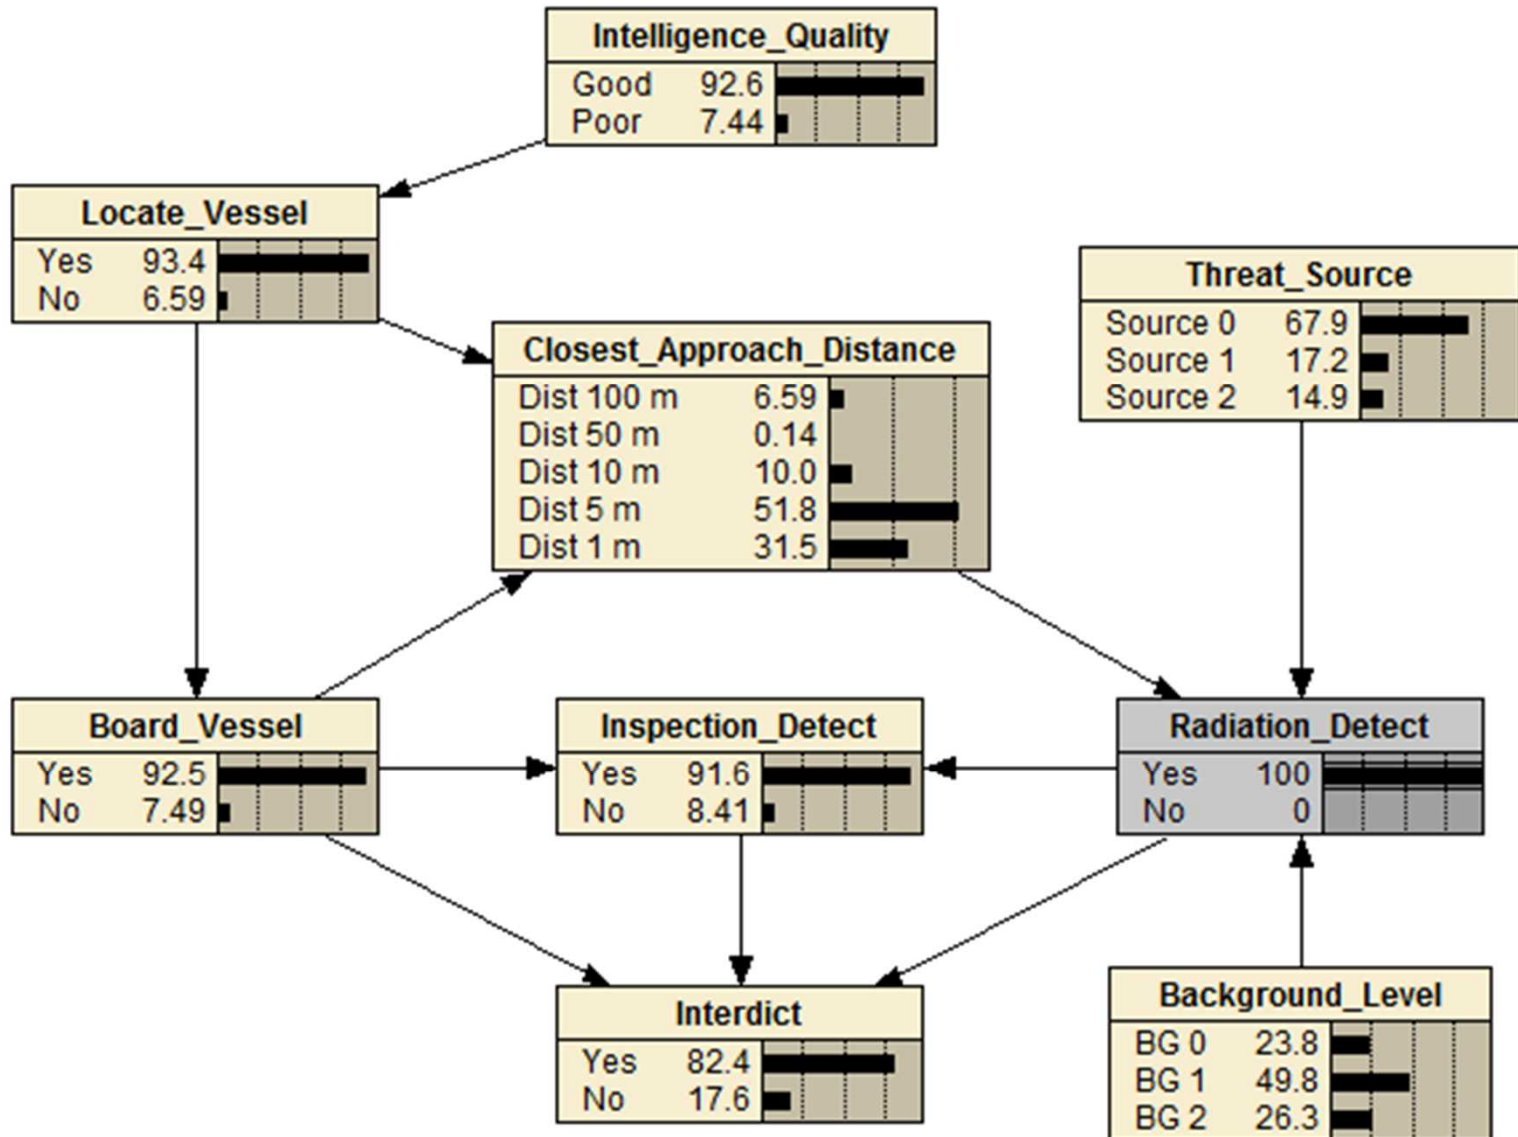 Intelligence_Quality
Good 92.6
Poor 7.44
Locate_Vessel
Yes 93.4
No 6.59
Threat_Source
Source 0 67.9
Source 1 17.2
Source 2 14.9
Closest_Approach_Distance
Dist 100 m 6.59
Dist 50 m 0.14
Dist 10 m 10.0
Dist 5 m 51.8
Dist 1 m 31.5
Board_Vessel
Yes 92.5
No 7.49
Inspection_Detect
Yes 91.6
No 8.41
Radiation_Detect
Yes 100
No 0
Interdict
Yes 82.4
No 17.6
Background_Level
BG 0 23.8
BG 1 49.8
BG 2 26.3